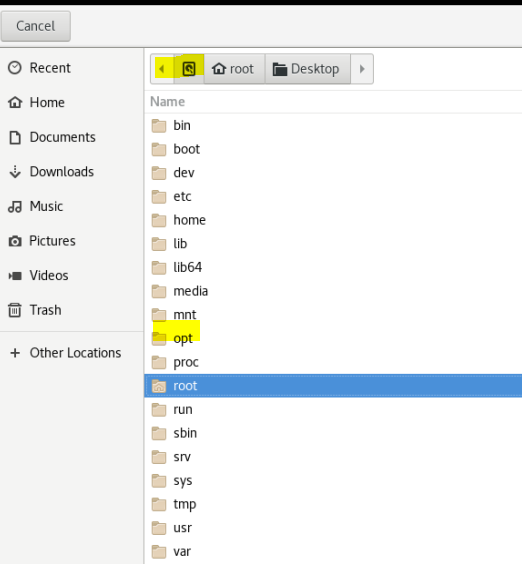 Cancel
Recent
Home
Documents
Downloads
Music
Pictures
Videos
Trash
Other Locations
root Desktop
Name
bin
boot
dev
etc
home
lib
lib64
media
mnt
opt
proc
root
run
sbin
srv
sys
tmp
usr
var